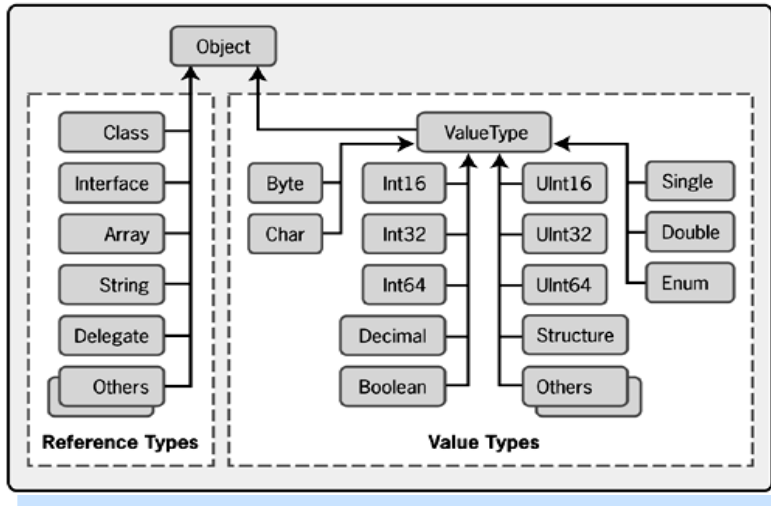 Object
Class
Interface
Array
String
Delegate
Others
Reference Types
ValueType
Byte
Char
Int16
Int32
Int64
Decimal
Boolean
UInt16
UInt32
UInt64
Structure
Others
Single
Double
Enum
Value Types